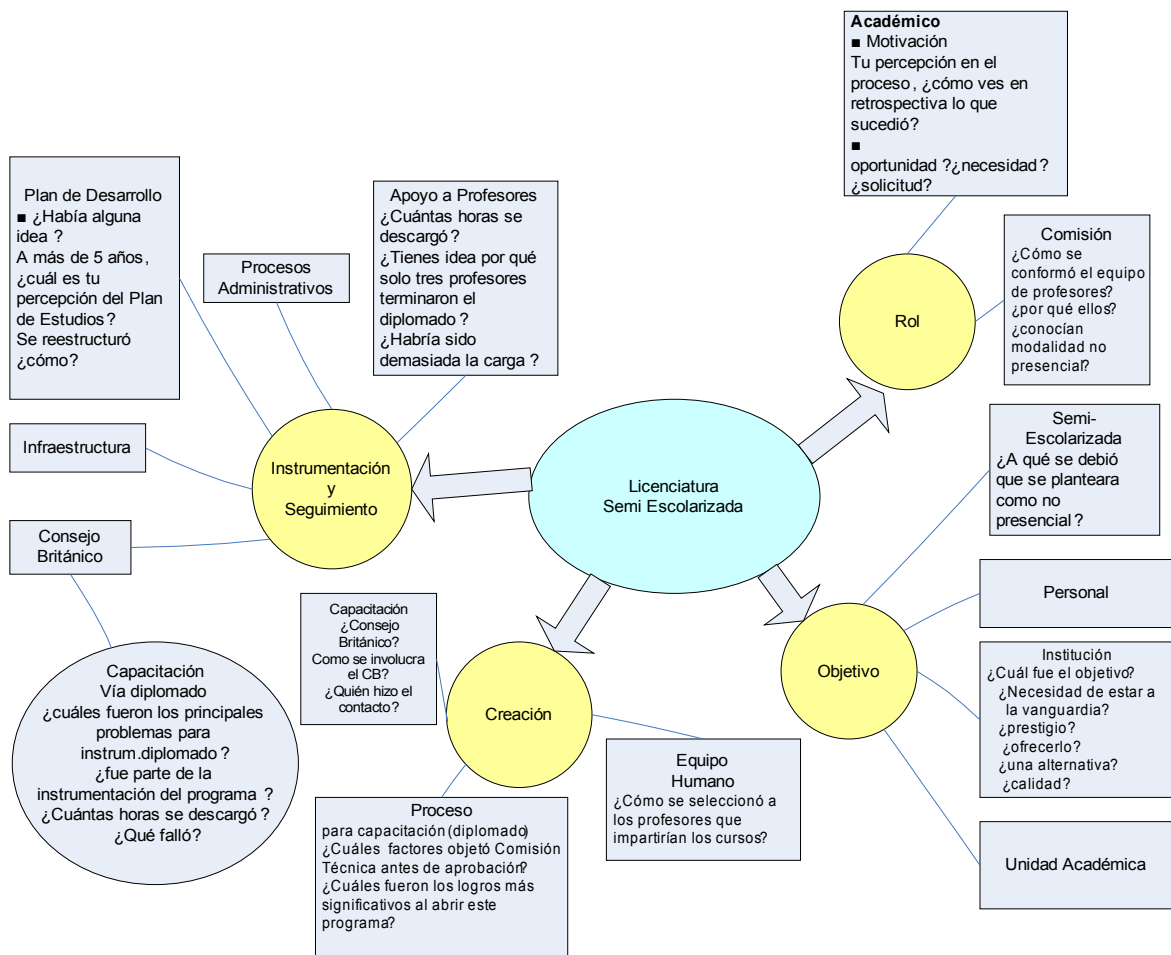 Académico
■ Motivación
Tu percepción en el
proceso, ¿cómo ves en
retrospectiva lo que
sucedió?
■
oportunidad ?¿necesidad?
¿solicitud?
Plan de Desarrollo
■ ¿Había alguna
idea ?
A más de 5 años,
¿cuál es tu
percepción del Plan
de Estudios?
Se reestructuró
¿cómo?
Procesos
Administrativos
Apoyo a Profesores
¿Cuántas horas se
descargó?
¿Tienes idea por qué
solo tres profesores
terminaron el
diplomado ?
¿Habría sido
demasiada la carga ?
Comisión
¿Cómo se
conformó el equipo
de profesores?
¿por qué ellos?
¿conocían
modalidad no
presencial?
Rol
Infraestructura
Instrumentación
y
Seguimiento
Licenciatura
Semi Escolarizada
Semi-
Escolarizada
¿A qué se debió
que se planteara
como no
presencial ?
Consejo
Británico
Personal
Capacitación
¿Consejo
Británico?
Como se involucra
el CB?
¿Quién hizo el
contacto?
Creación
Objetivo
Institución
¿Cuál fue el objetivo?
¿Necesidad de estar a
la vanguardia?
¿prestigio?
¿ofrecerlo?
¿una alternativa?
¿calidad?
Capacitación
Vía diplomado
¿cuáles fueron los principales
problemas para
instrum.diplomado ?
¿fue parte de la
instrumentación del programa ?
¿Cuántas horas se descargó ?
¿Qué falló?
Equipo
Humano
¿Cómo se seleccionó a
los profesores que
impartirían los cursos?
Proceso
para capacitación (diplomado)
¿Cuáles factores objetó Comisión
Técnica antes de aprobación?
¿Cuáles fueron los logros más
significativos al abrir este
programa?
Unidad Académica